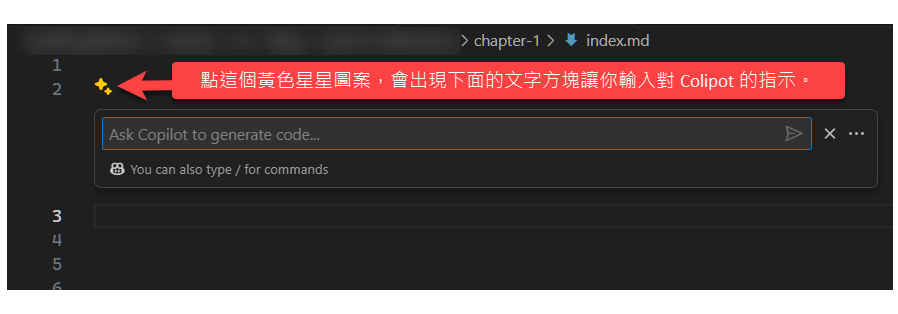 chapter-1 > index.md
1
2
點這個黃色星星圖案，會出現下面的文字方塊讓你輸入對 Colipot 的指示。
Ask Copilot to generate code...
You can also type / for commands
3
4
5
6